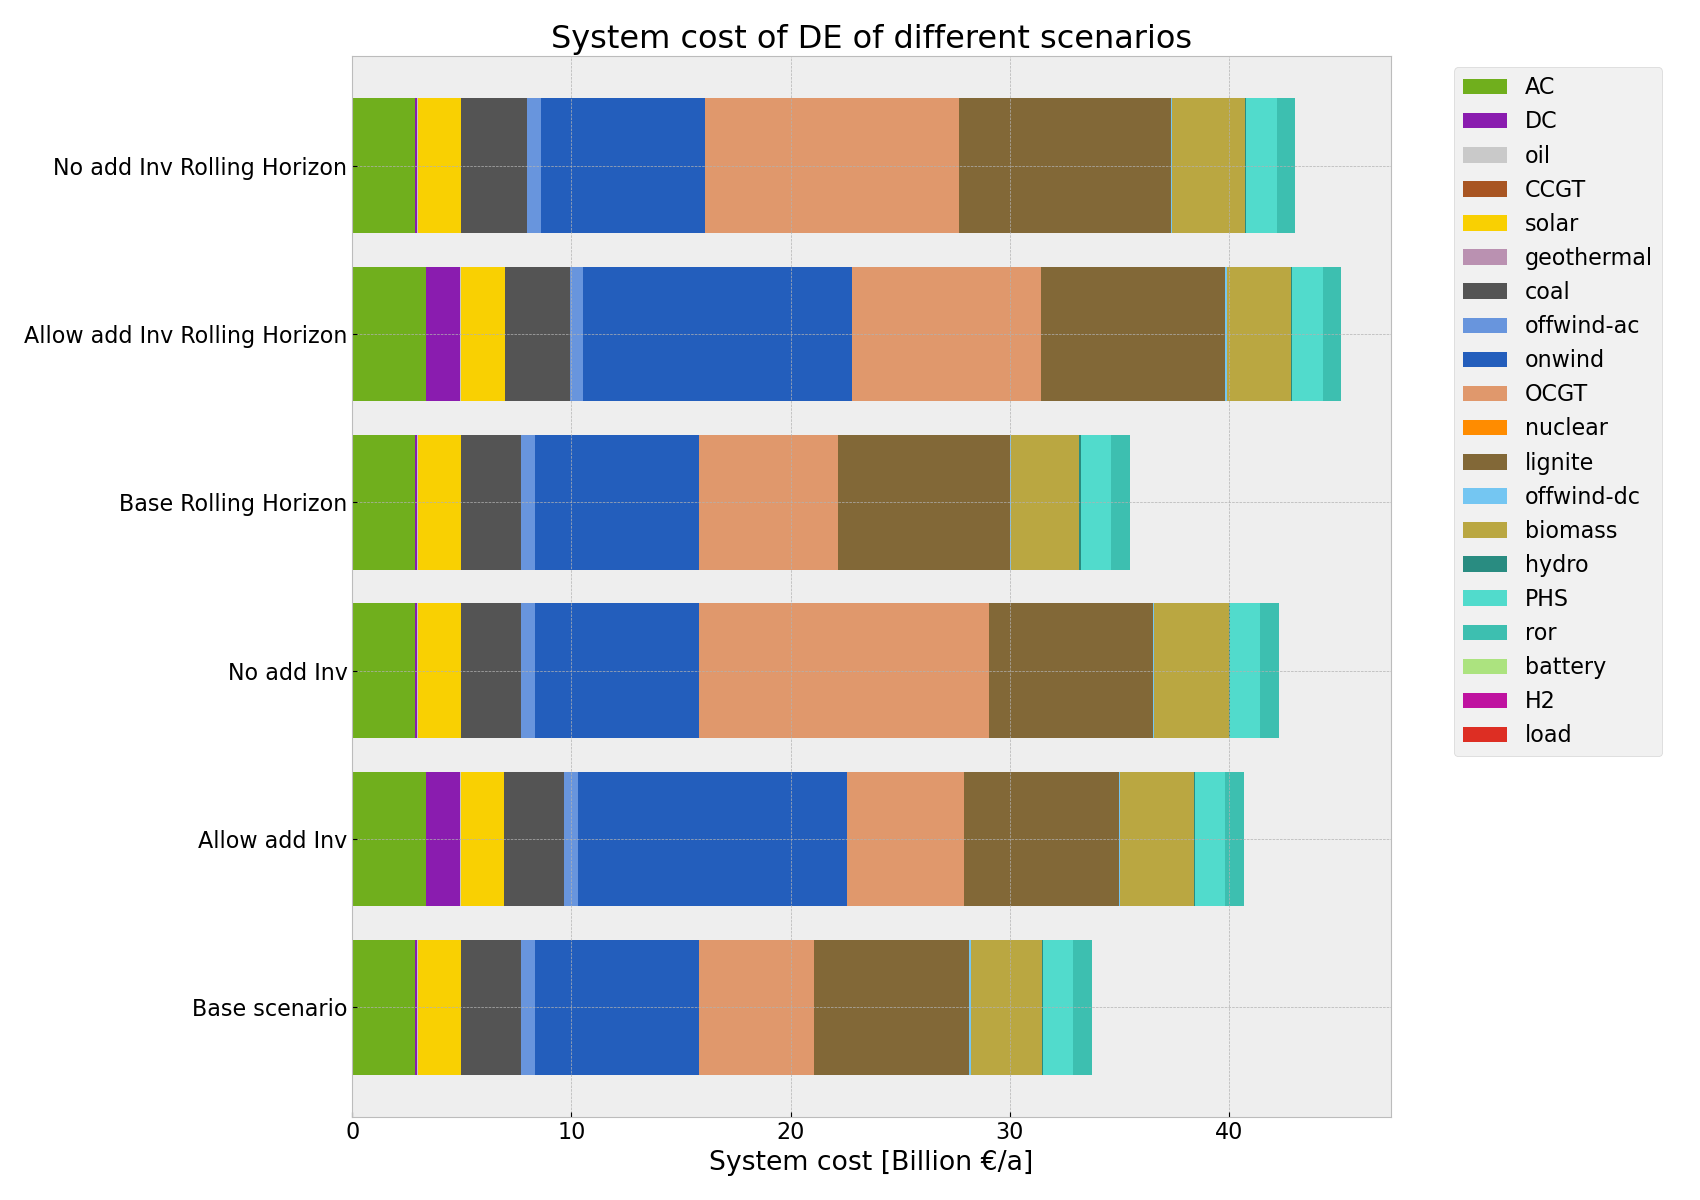 System cost of DE of different scenarios
No add Inv Rolling Horizon
Allow add Inv Rolling Horizon
Base Rolling Horizon
No add Inv
Allow add Inv
Base scenario
0 10 20 30 40
System cost [Billion €/a]
AC
DC
oil
CCGT
solar
geothermal
coal
offwind-ac
onwind
OCGT
nuclear
lignite
offwind-dc
biomass
hydro
PHS
ror
battery
H2
load